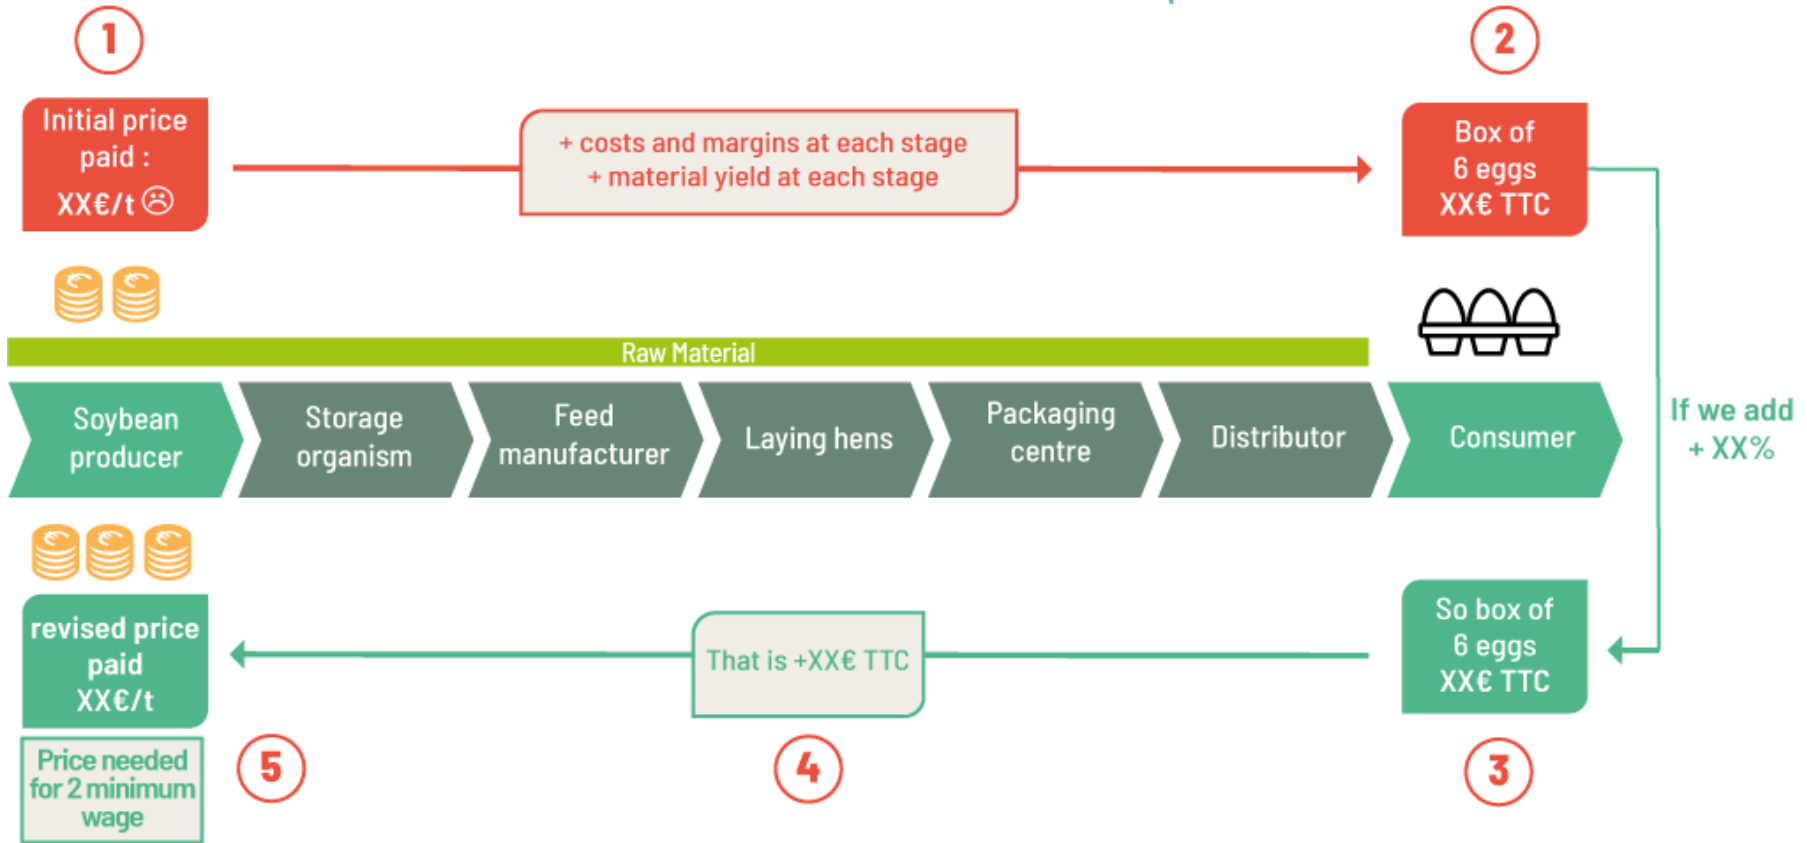 1
2
Initial price
paid :
XX€/t
+ costs and margins at each stage
+ material yield at each stage
Box of
6 eggs
XX€ TTC
Raw Material
Soybean
producer
Storage
organism
Feed
manufacturer
Laying hens
Packaging
centre
Distributor
Consumer
If we add
+ XX%
revised price
paid
XX€/t
That is +XX€ TTC
So box of
6 eggs
XX€ TTC
Price needed
for 2 minimum
wage
5
4
3